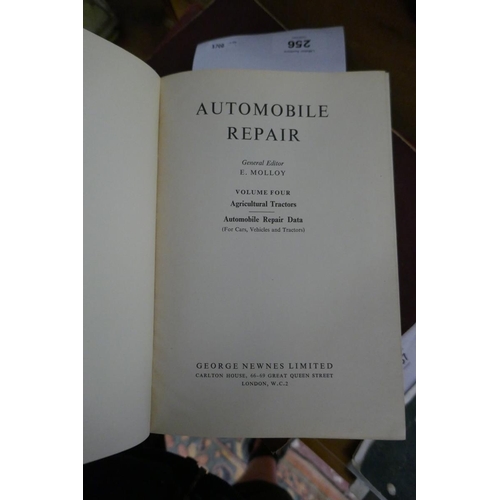 256
AUTOMOBILE
REPAIR
General Editor
E. MOLLOY
VOLUME FOUR
Agricultural Tractors
Automobile Repair Data
(For Cars, Vehicles and Tractors)
GEORGE NEWNES LIMITED
CARLTON HOUSE, 66-69 GREAT QUEEN STREET
LONDON, W.C.2